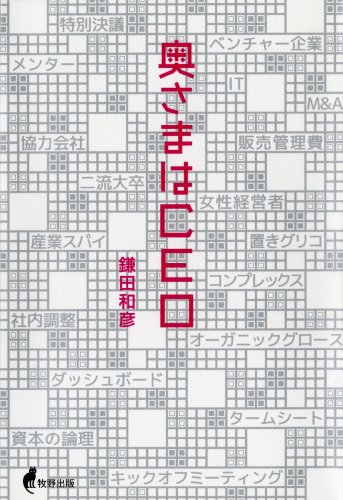 特別決議
ベンチャー企業
メンター
IT
M&A
奥さまはCEO
協力会社
販売管理費
二流大卒
女性経営者
産業スパイ
置きグリコ
鎌田和彦
コンプレックス
社内調整
オーガニックグロース
ダッシュボード
タームシート
資本の論理
キックオフミーティング
牧野出版